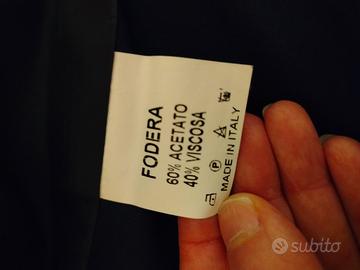 FODERA
60% ACETATO
40% VISCOSA
P
MADE IN ITALY
subito